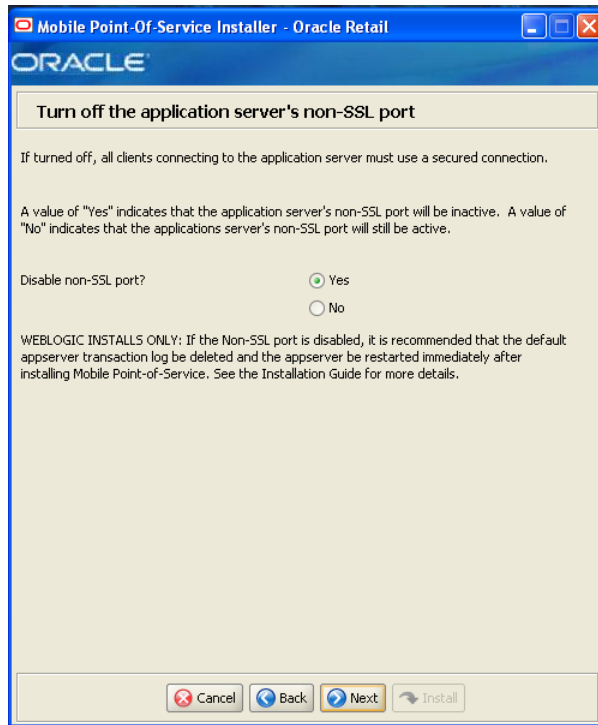 Mobile Point-Of-Service Installer - Oracle Retail
ORACLE
Turn off the application server's non-SSL port
If turned off, all clients connecting to the application server must use a secured connection.
A value of "Yes" indicates that the application server's non-SSL port will be inactive. A value of
"No" indicates that the applications server's non-SSL port will still be active.
Disable non-SSL port?
Yes
No
WEBLOGIC INSTALLS ONLY: If the Non-SSL port is disabled, it is recommended that the default
appserver transaction log be deleted and the appserver be restarted immediately after
installing Mobile Point-of-Service. See the Installation Guide for more details.
Cancel
Back
Next
Install